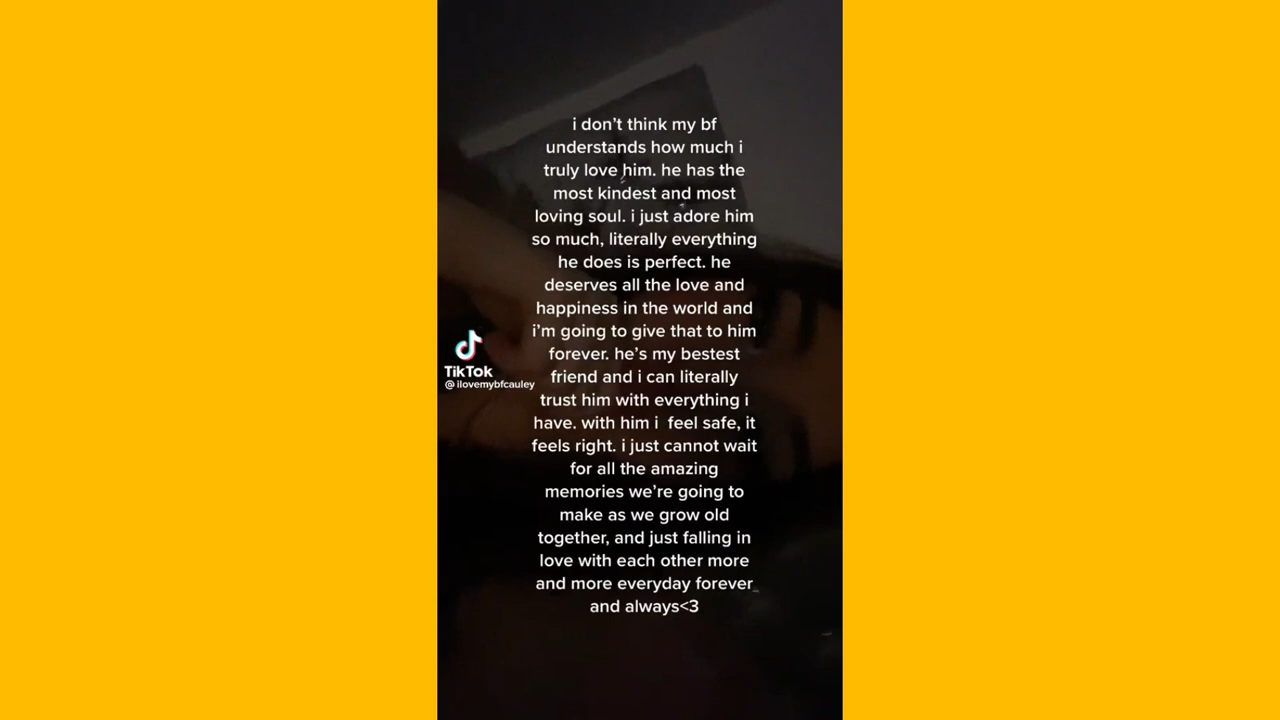 i don't think my bf
understands how much i
truly love him. he has the
most kindest and most
loving soul. i just adore him
so much, literally everything
he does is perfect. he
deserves all the love and
happiness in the world and
i'm going to give that to him
forever. he's my bestest
friend and i can literally
trust him with everything i
have. with him i  feel safe, it
feels right. i just cannot wait
for all the amazing
memories we're going to
make as we grow old
together, and just falling in
love with each other more
and more everyday forever
and always<3
TikTok
@ilovemybfcauley